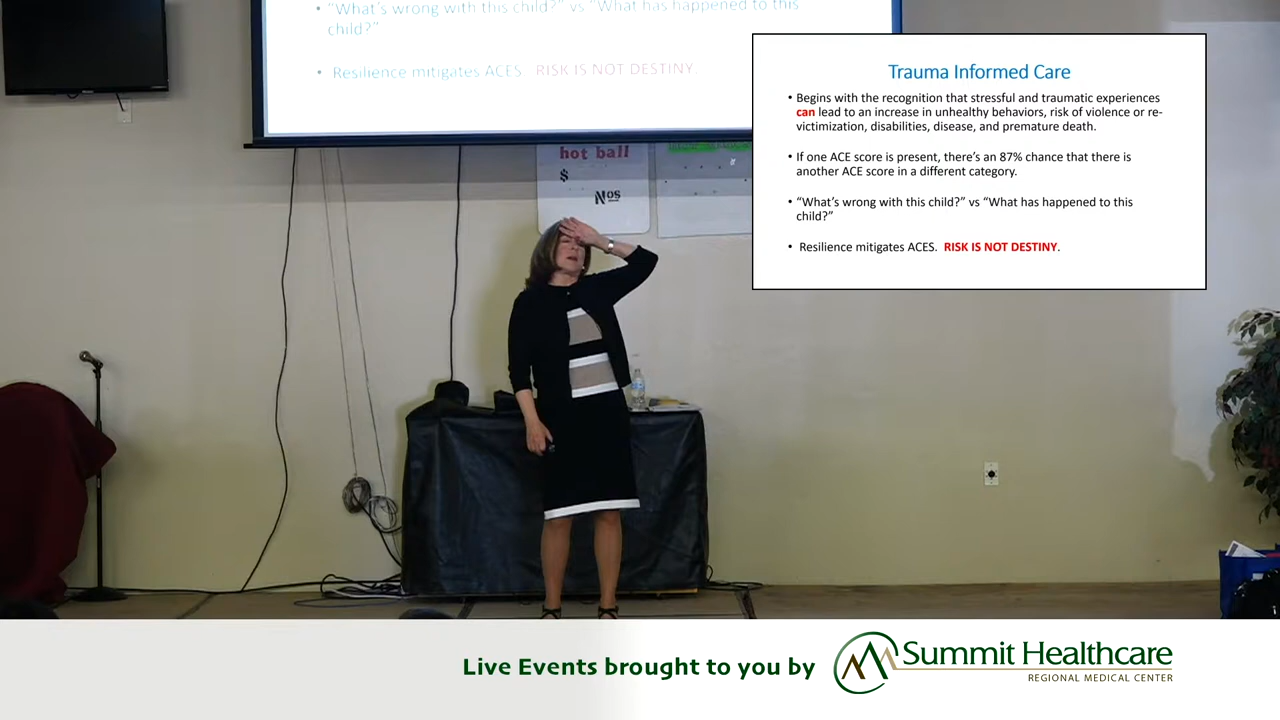 • "What's wrong with this child?" vs "What has happened to this
child?"
• Resilience mitigates ACES. RISK IS NOT DESTINY.
hot ball
$
Nos
Trauma Informed Care
• Begins with the recognition that stressful and traumatic experiences
can lead to an increase in unhealthy behaviors, risk of violence or re-
victimization, disabilities, disease, and premature death.
• If one ACE score is present, there's an 87% chance that there is
another ACE score in a different category.
• “What's wrong with this child?” vs “What has happened to this
child?”
• Resilience mitigates ACES. RISK IS NOT DESTINY.
Live Events brought to you by
Summit Healthcare
REGIONAL MEDICAL CENTER